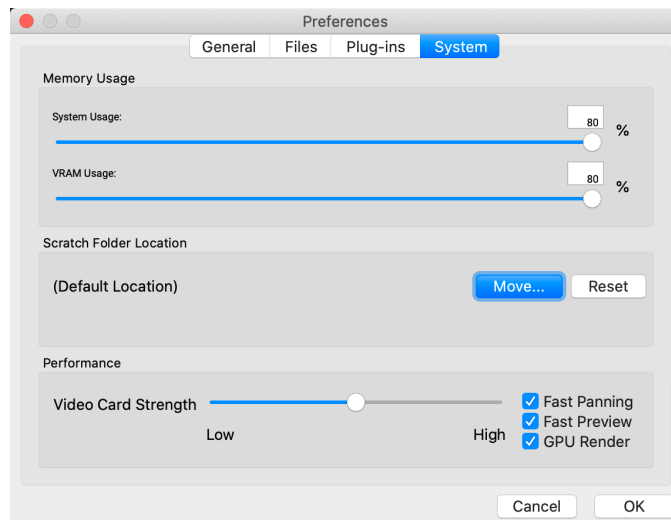 Preferences
General Files Plug-ins System
Memory Usage
System Usage: 80 %
VRAM Usage: 80 %
Scratch Folder Location
(Default Location) Move... Reset
Performance
Video Card Strength Fast Panning
Fast Preview
Low High GPU Render
Cancel OK